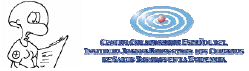 CENTRO COLABORADOR ESPAÑOL DEL
INSTITUTO JOANNA BRIGGS PARA LOS CUIDADOS
DE SALUD BASADOS EN LA EVIDENCIA